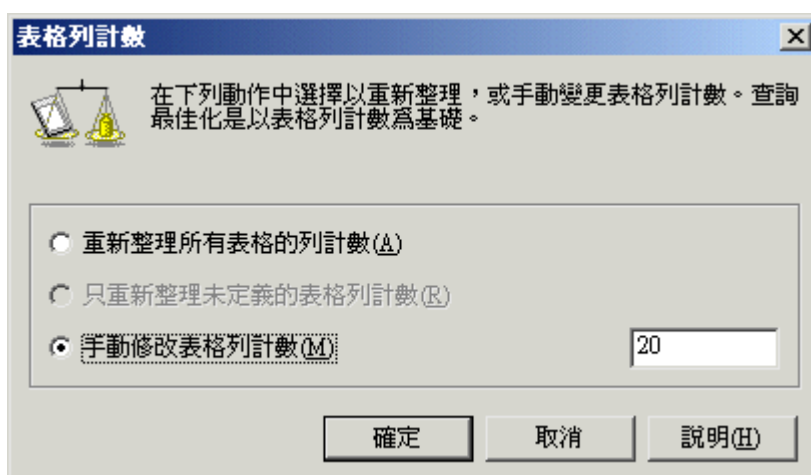 表格列計數
在下列動作中選擇以重新整理，或手動變更表格列計數。查詢
最佳化是以表格列計數爲基礎。
重新整理所有表格的列計數(A)
只重新整理未定義的表格列計數(R)
手動修改表格列計數(M) 20
確定 取消 說明(H)